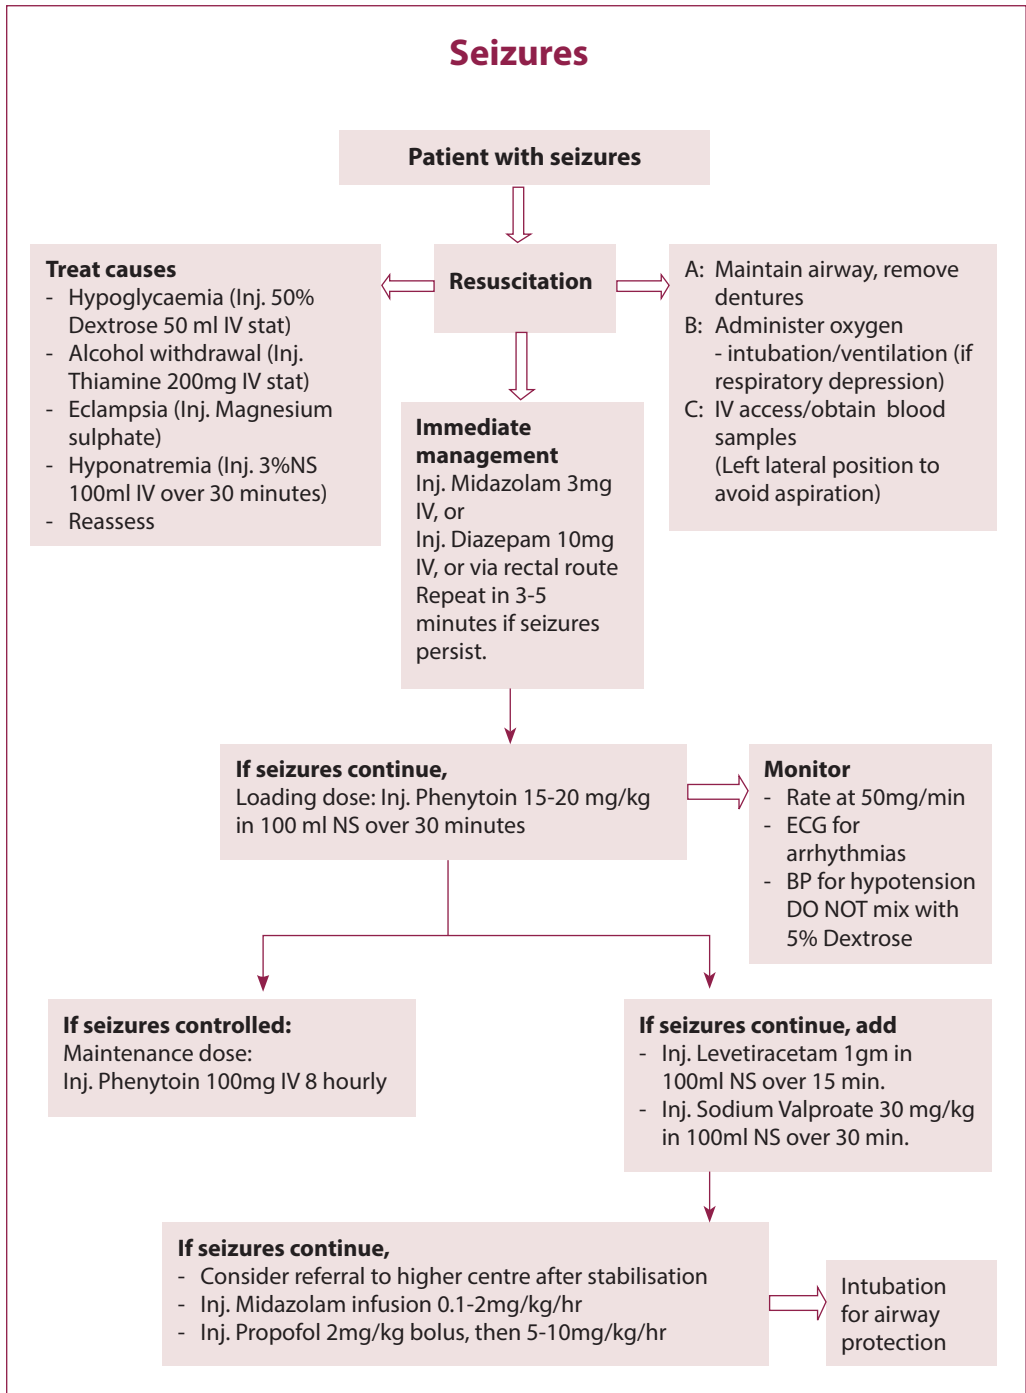 Seizures
Patient with seizures
Treat causes
- Hypoglycaemia (Inj. 50%
Dextrose 50 ml IV stat)
- Alcohol withdrawal (Inj.
Thiamine 200mg IV stat)
- Eclampsia (Inj. Magnesium
sulphate)
- Hyponatremia (Inj. 3%NS
100ml IV over 30 minutes)
- Reassess
Resuscitation
A: Maintain airway, remove
dentures
B: Administer oxygen
- intubation/ventilation (if
respiratory depression)
C: IV access/obtain blood
samples
(Left lateral position to
avoid aspiration)
Immediate
management
Inj. Midazolam 3mg
IV, or
Inj. Diazepam 10mg
IV, or via rectal route
Repeat in 3-5
minutes if seizures
persist.
If seizures continue,
Loading dose: Inj. Phenytoin 15-20 mg/kg
in 100 ml NS over 30 minutes
Monitor
- Rate at 50mg/min
- ECG for
arrhythmias
- BP for hypotension
DO NOT mix with
5% Dextrose
If seizures controlled:
Maintenance dose:
Inj. Phenytoin 100mg IV 8 hourly
If seizures continue, add
- Inj. Levetiracetam 1gm in
100ml NS over 15 min.
- Inj. Sodium Valproate 30 mg/kg
in 100ml NS over 30 min.
If seizures continue,
- Consider referral to higher centre after stabilisation
- Inj. Midazolam infusion 0.1-2mg/kg/hr
- Inj. Propofol 2mg/kg bolus, then 5-10mg/kg/hr
Intubation
for airway
protection